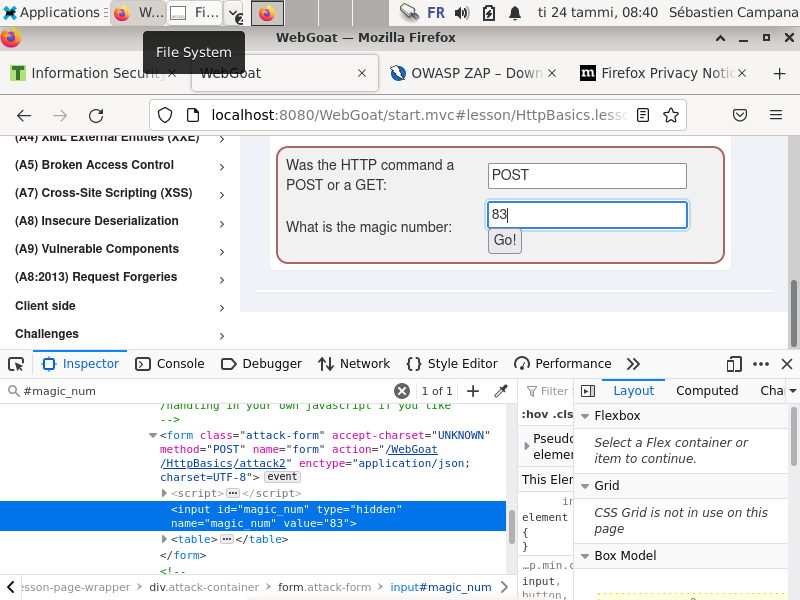 Applications
W...
Fi...
2
FR
ti 24 tammi, 08:40
Sébastien Campana
WebGoat — Mozilla Firefox
File System
Information Security
WebGoat
OWASP ZAP – Down
Firefox Privacy Notic
localhost:8080/WebGoat/start.mvc#lesson/HttpBasics.less
(A4) XML External Entities (XXE)
(A5) Broken Access Control
(A7) Cross-Site Scripting (XSS)
(A8) Insecure Deserialization
(A9) Vulnerable Components
(A8:2013) Request Forgeries
Client side
Challenges
Was the HTTP command a
POST or a GET:
POST
What is the magic number:
83
Go!
Inspector
Console
Debugger
Network
Style Editor
Performance
#magic_num
1 of 1
Filter
Layout
Computed
Cha
/handling in your own javascript if you like
-->
<form class="attack-form" accept-charset="UNKNOWN"
method="POST" name="form" action="/WebGoat
/HttpBasics/attack2" enctype="application/json;
charset=UTF-8"> event
<script> ••• </script>
<input id="magic_num" type="hidden"
name="magic_num" value="83">
<table> ••• </table>
</form>
<!--
:hov .cls
Pseudo
elemen
This Elem
in
element
{
}
…p.min.c
input,
button,
Flexbox
Select a Flex container or
item to continue.
Grid
CSS Grid is not in use on this
page
Box Model
esson-page-wrapper
div.attack-container
form.attack-form
input#magic_num